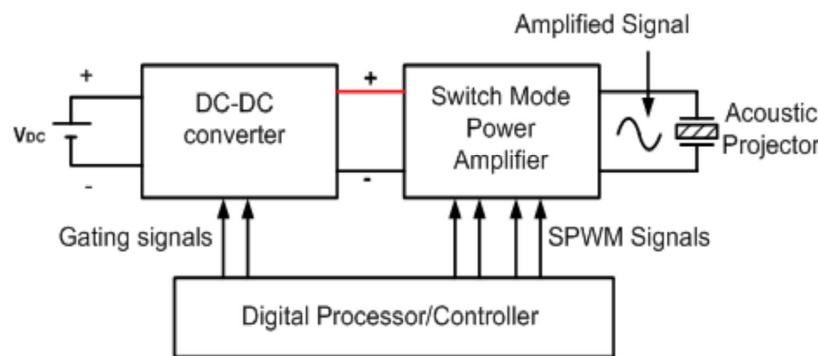 Amplified Signal
+
+
DC-DC
converter
Switch Mode
Power
Amplifier
Acoustic
Projector
VDC
-
-
Gating signals
SPWM Signals
Digital Processor/Controller